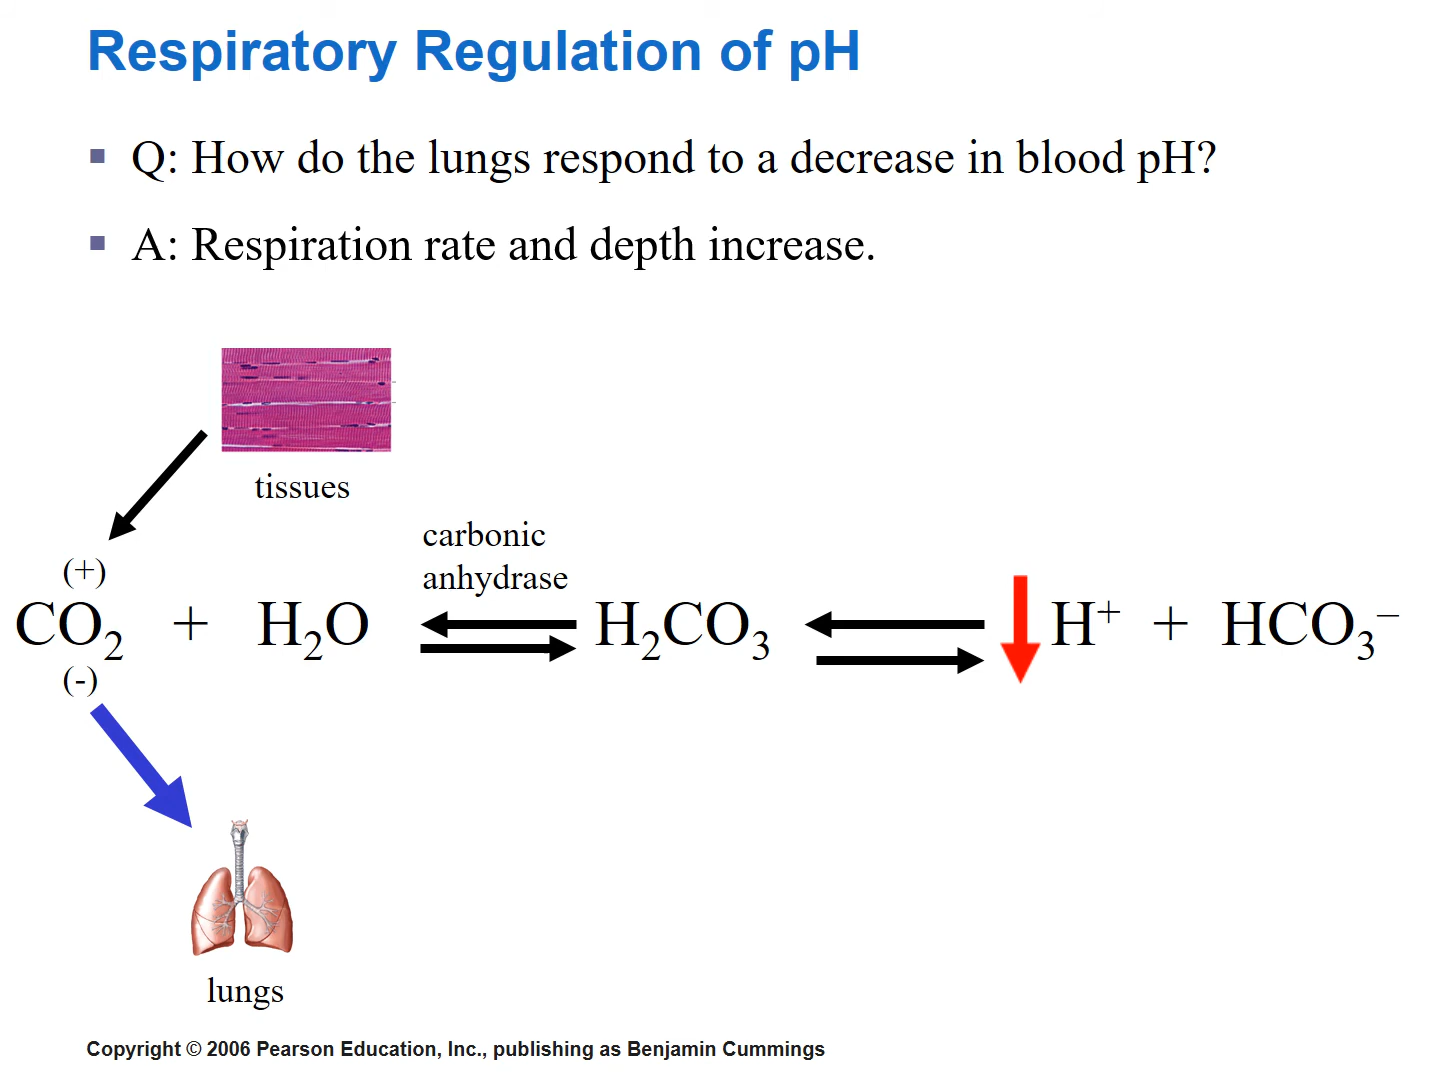 Respiratory Regulation of pH
▪ Q: How do the lungs respond to a decrease in blood pH?
▪ A: Respiration rate and depth increase.
tissues
carbonic
anhydrase
(+)
CO₂ + H₂O H₂CO₃ H⁺ + HCO₃⁻
(-)
lungs
Copyright © 2006 Pearson Education, Inc., publishing as Benjamin Cummings